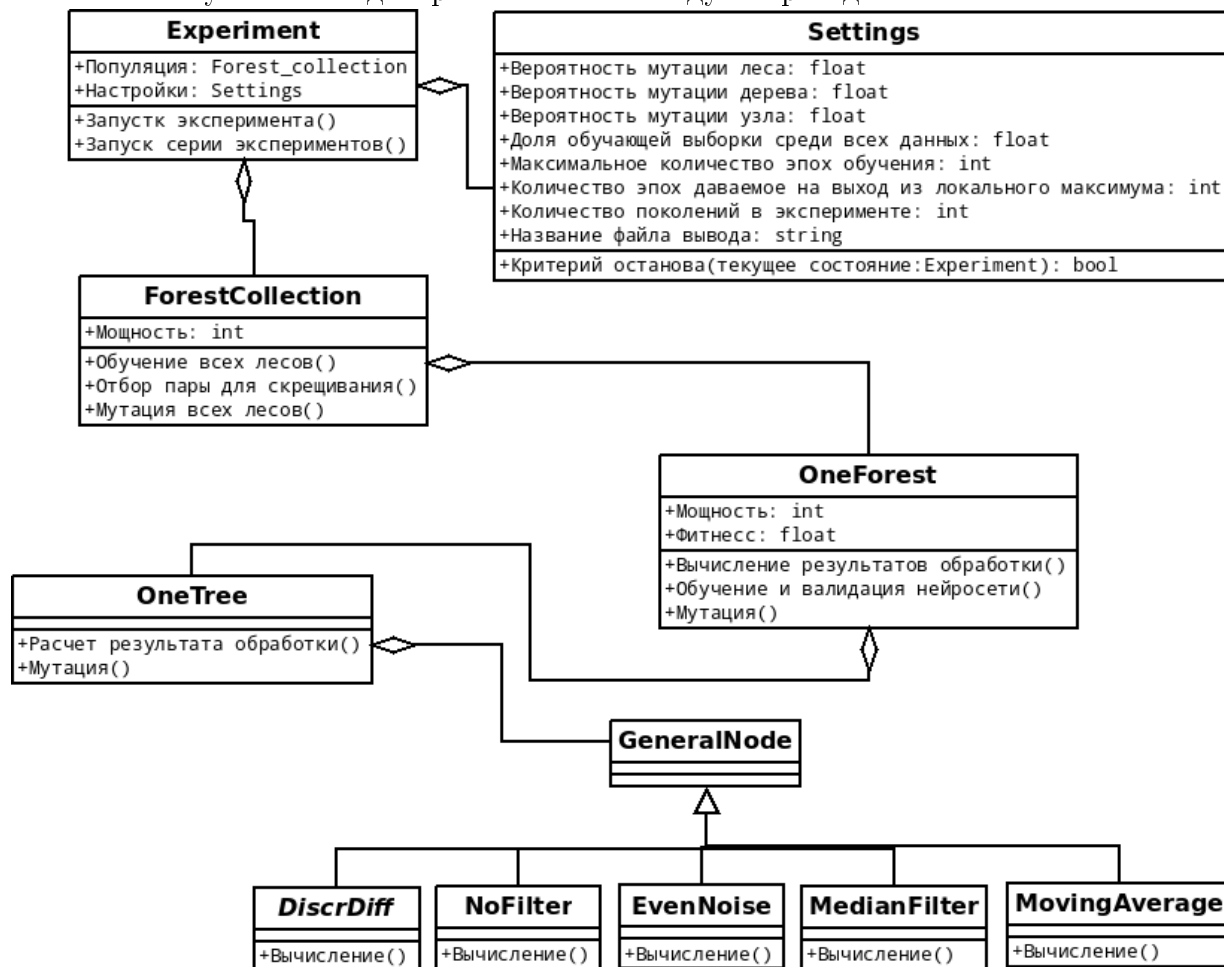 Experiment
+Популяция: Forest_collection
+Настройки: Settings
+Запустк эксперимента()
+Запуск серии экспериментов()
Settings
+Вероятность мутации леса: float
+Вероятность мутации дерева: float
+Вероятность мутации узла: float
+Доля обучающей выборки среди всех данных: float
+Максимальное количество эпох обучения: int
+Количество эпох даваемое на выход из локального максимума: int
+Количество поколений в эксперименте: int
+Название файла вывода: string
+Критерий останова(текущее состояние:Experiment): bool
ForestCollection
+Мощность: int
+Обучение всех лесов()
+Отбор пары для скрещивания()
+Мутация всех лесов()
OneForest
+Мощность: int
+Фитнесс: float
+Вычисление результатов обработки()
+Обучение и валидация нейросети()
+Мутация()
OneTree
+Расчет результата обработки()
+Мутация()
GeneralNode
DiscrDiff
+Вычисление()
NoFilter
+Вычисление()
EvenNoise
+Вычисление()
MedianFilter
+Вычисление()
MovingAverage
+Вычисление()